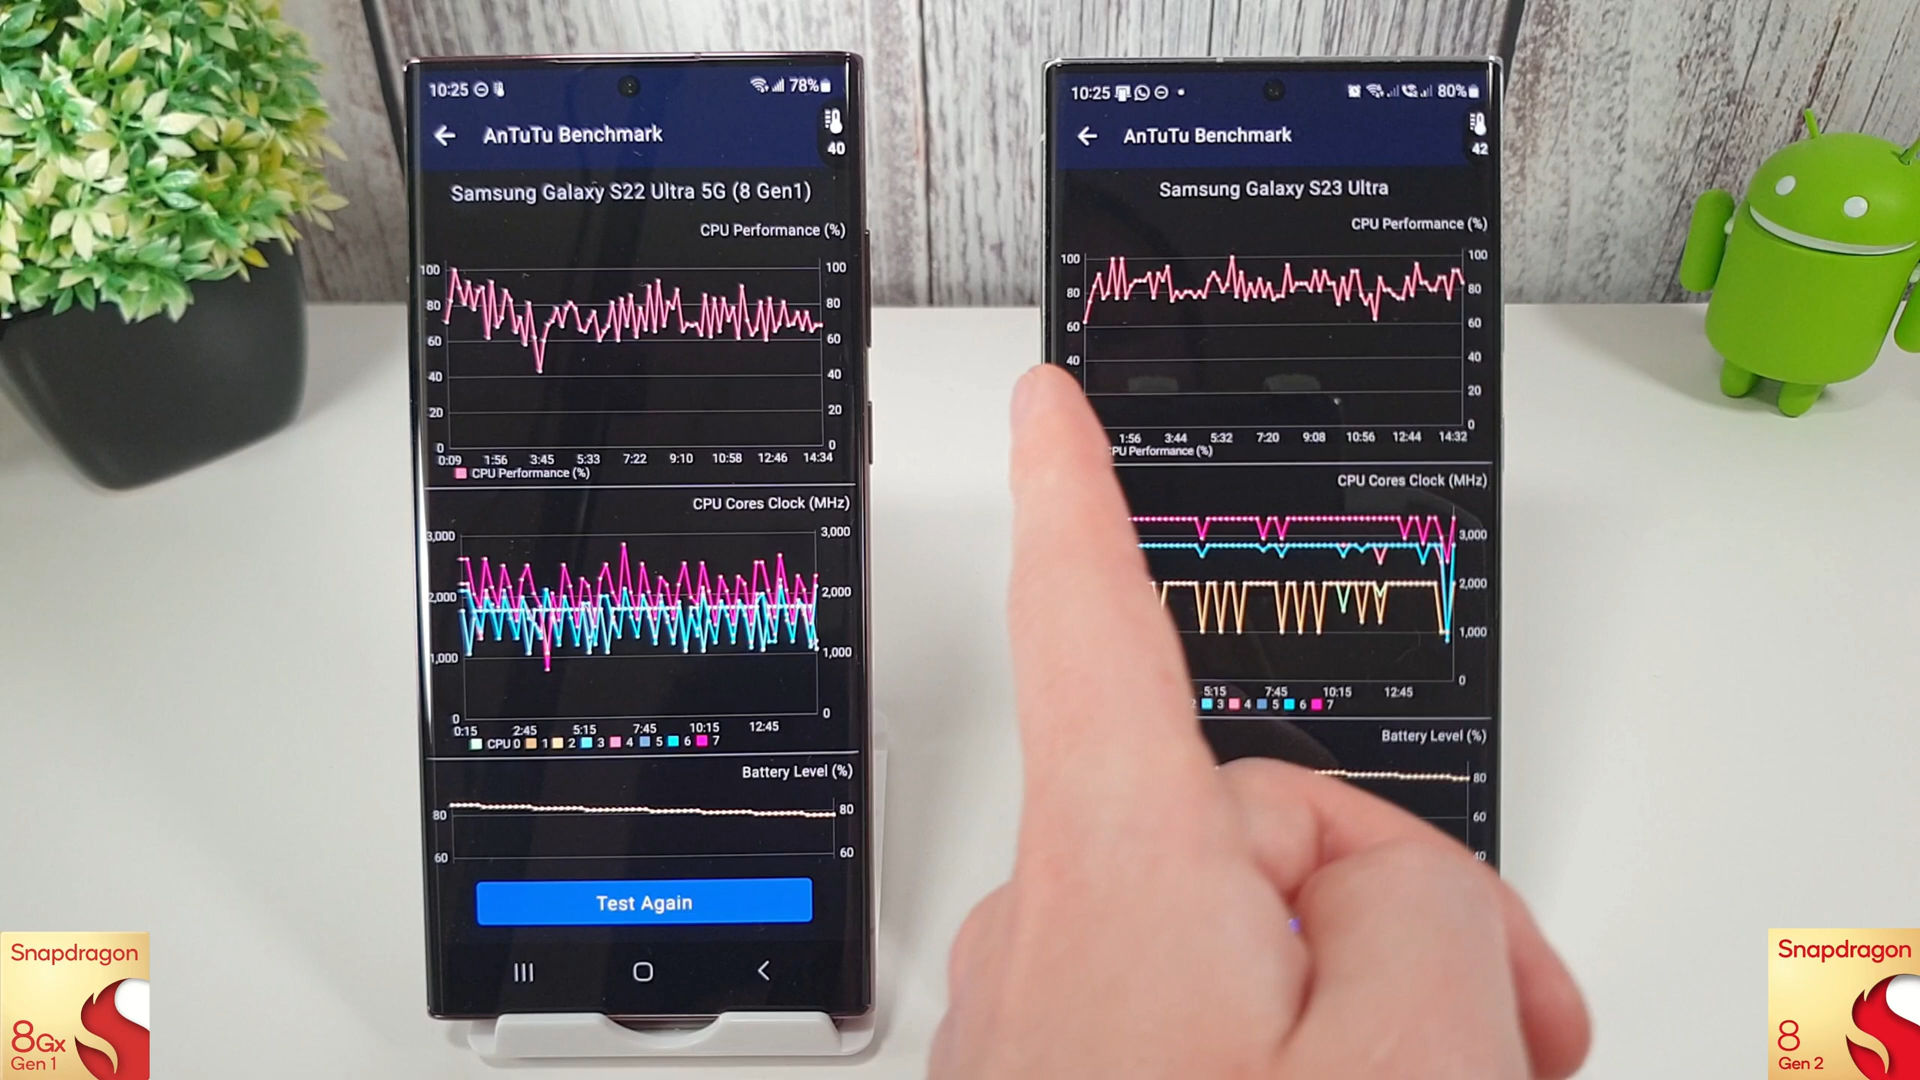 10:25
78%
AnTuTu Benchmark
40
Samsung Galaxy S22 Ultra 5G (8 Gen1)
CPU Performance (%)
100 100
80 80
60 60
40 40
20 20
0 0
0:09 1:56 3:45 5:33 7:22 9:10 10:58 12:46 14:34
CPU Performance (%)
CPU Cores Clock (MHz)
3,000 3,000
2,000 2,000
1,000 1,000
0 0
0:15 2:45 5:15 7:45 10:15 12:45
CPU 0 1 2 3 4 5 6 7
Battery Level (%)
80 80
60 60
Test Again
10:25
80%
AnTuTu Benchmark
42
Samsung Galaxy S23 Ultra
CPU Performance (%)
100 100
80 80
60 60
40 40
20
0
1:56 3:44 5:32 7:20 9:08 10:56 12:44 14:32
CPU Performance (%)
CPU Cores Clock (MHz)
3,000
2,000
1,000
0
5:15 7:45 10:15 12:45
2 3 4 5 6 7
Battery Level (%)
80
60
40
Snapdragon
8Gx
Gen 1
Snapdragon
8
Gen 2